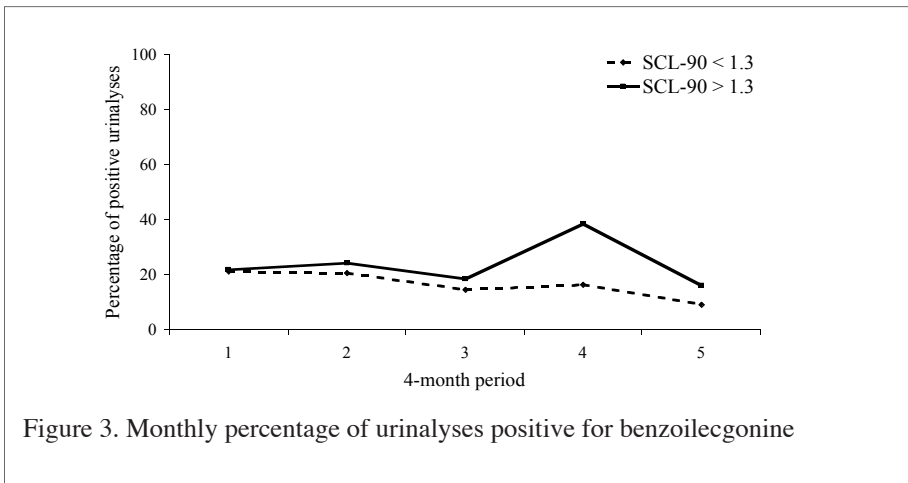 100
80
60
40
20
0
Percentage of positive urinalyses
SCL-90 < 1.3
SCL-90 > 1.3
1 2 3 4 5
4-month period
Figure 3. Monthly percentage of urinalyses positive for benzoilecgonine